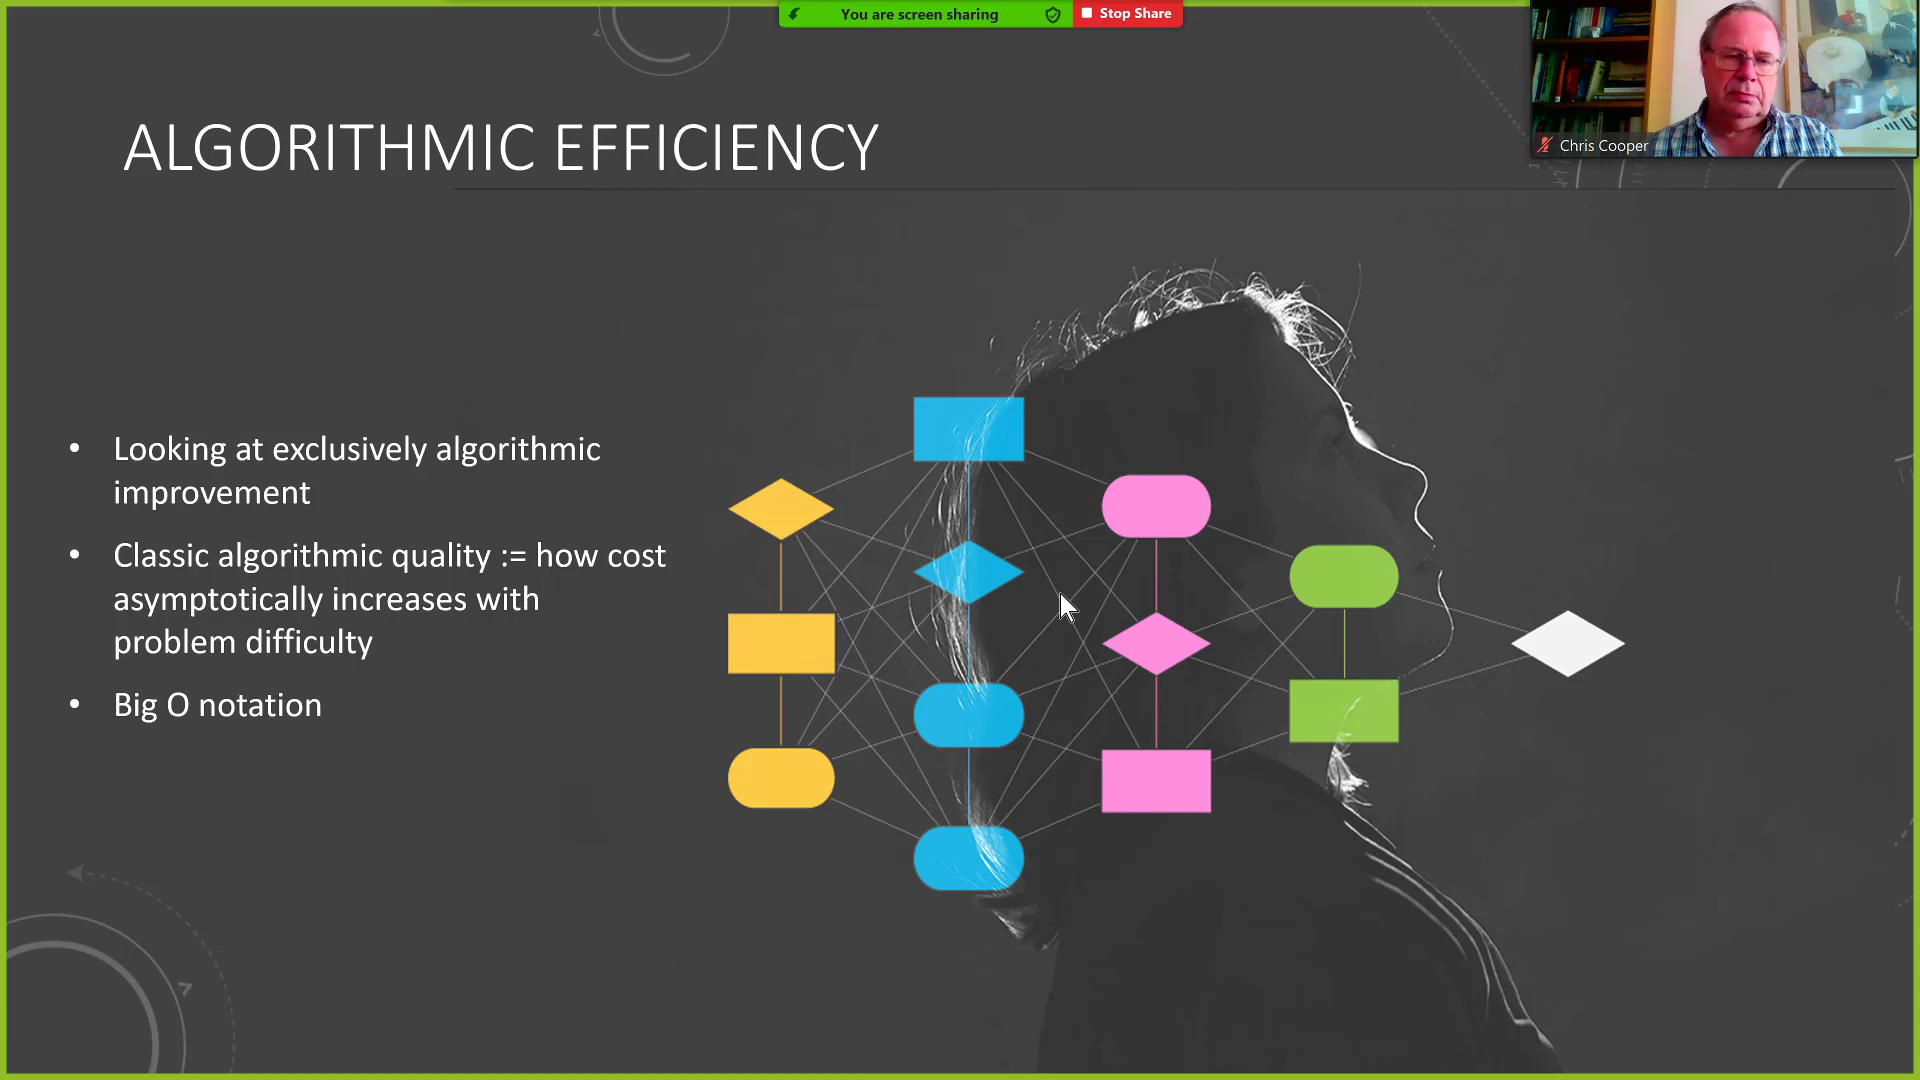 You are screen sharing
Stop Share
Chris Cooper
ALGORITHMIC EFFICIENCY
• Looking at exclusively algorithmic
improvement
• Classic algorithmic quality := how cost
asymptotically increases with
problem difficulty
• Big O notation